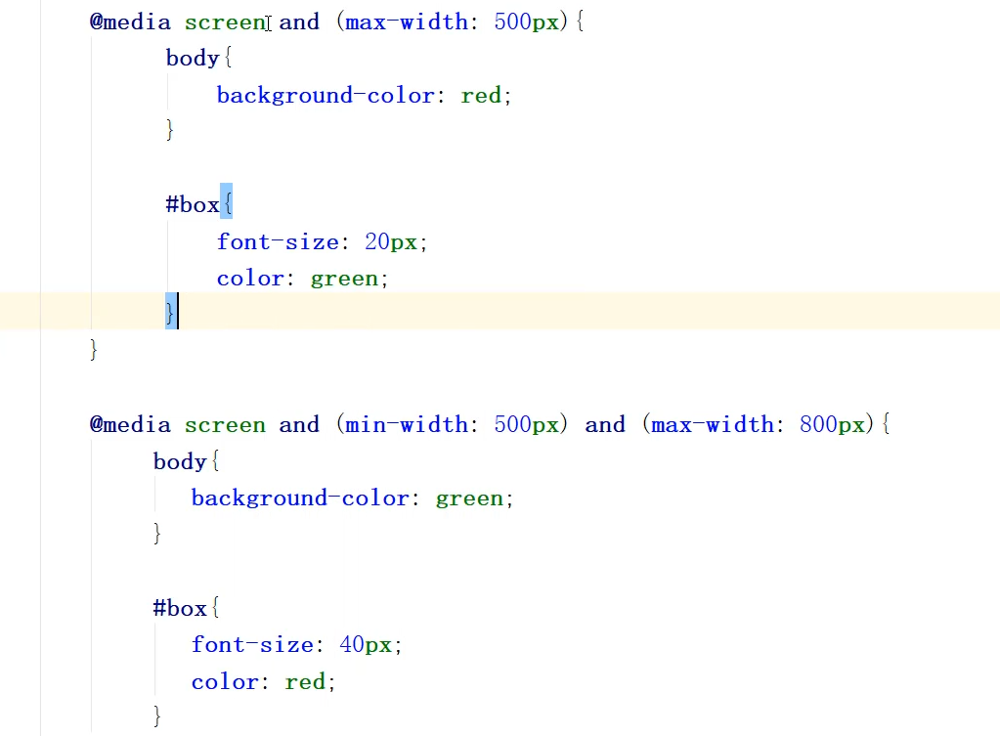 @media screen and (max-width: 500px){
body{
background-color: red;
}
#box{
font-size: 20px;
color: green;
}
}
@media screen and (min-width: 500px) and (max-width: 800px){
body{
background-color: green;
}
#box{
font-size: 40px;
color: red;
}